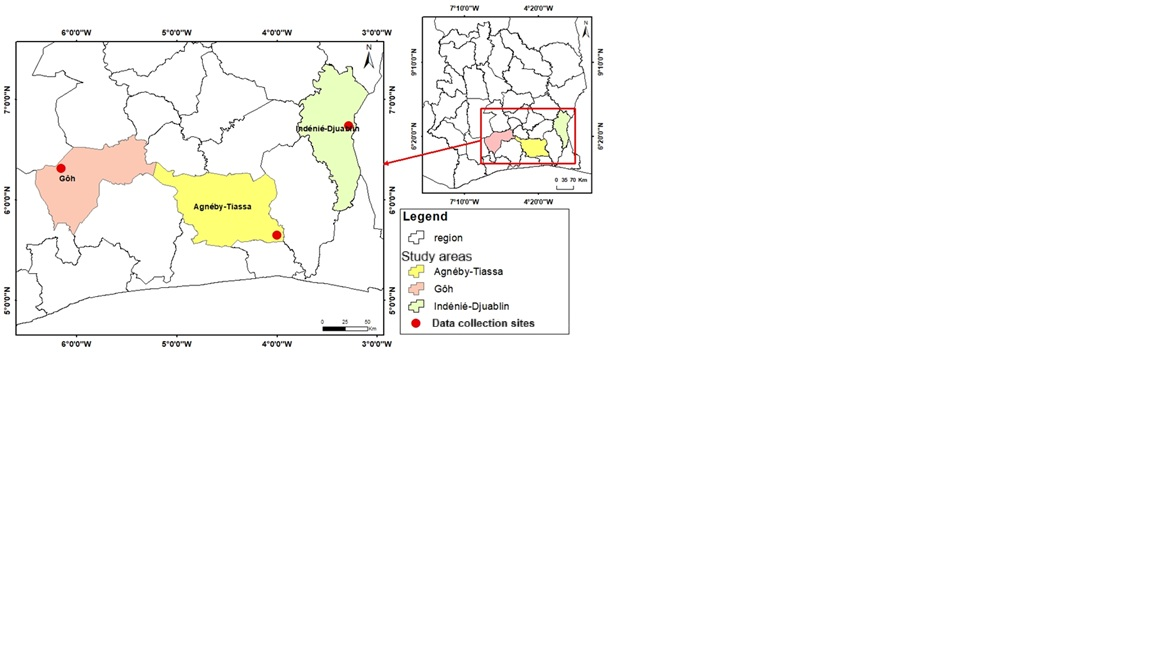 6°0'0"W 5°0'0"W 4°0'0"W 3°0'0"W
7°0'0"N
6°0'0"N
5°0'0"N
N
Indénié-Djuablin
Gôh
Agnéby-Tiassa
0 25 50
Km
7°0'0"N
6°0'0"N
5°0'0"N
6°0'0"W 5°0'0"W 4°0'0"W 3°0'0"W
7°10'0"W 4°20'0"W
N
9°10'0"N
6°20'0"N
0 35 70 Km
9°10'0"N
6°20'0"N
7°10'0"W 4°20'0"W
Legend
region
Study areas
Agnéby-Tiassa
Gôh
Indénié-Djublin
Data collection sites